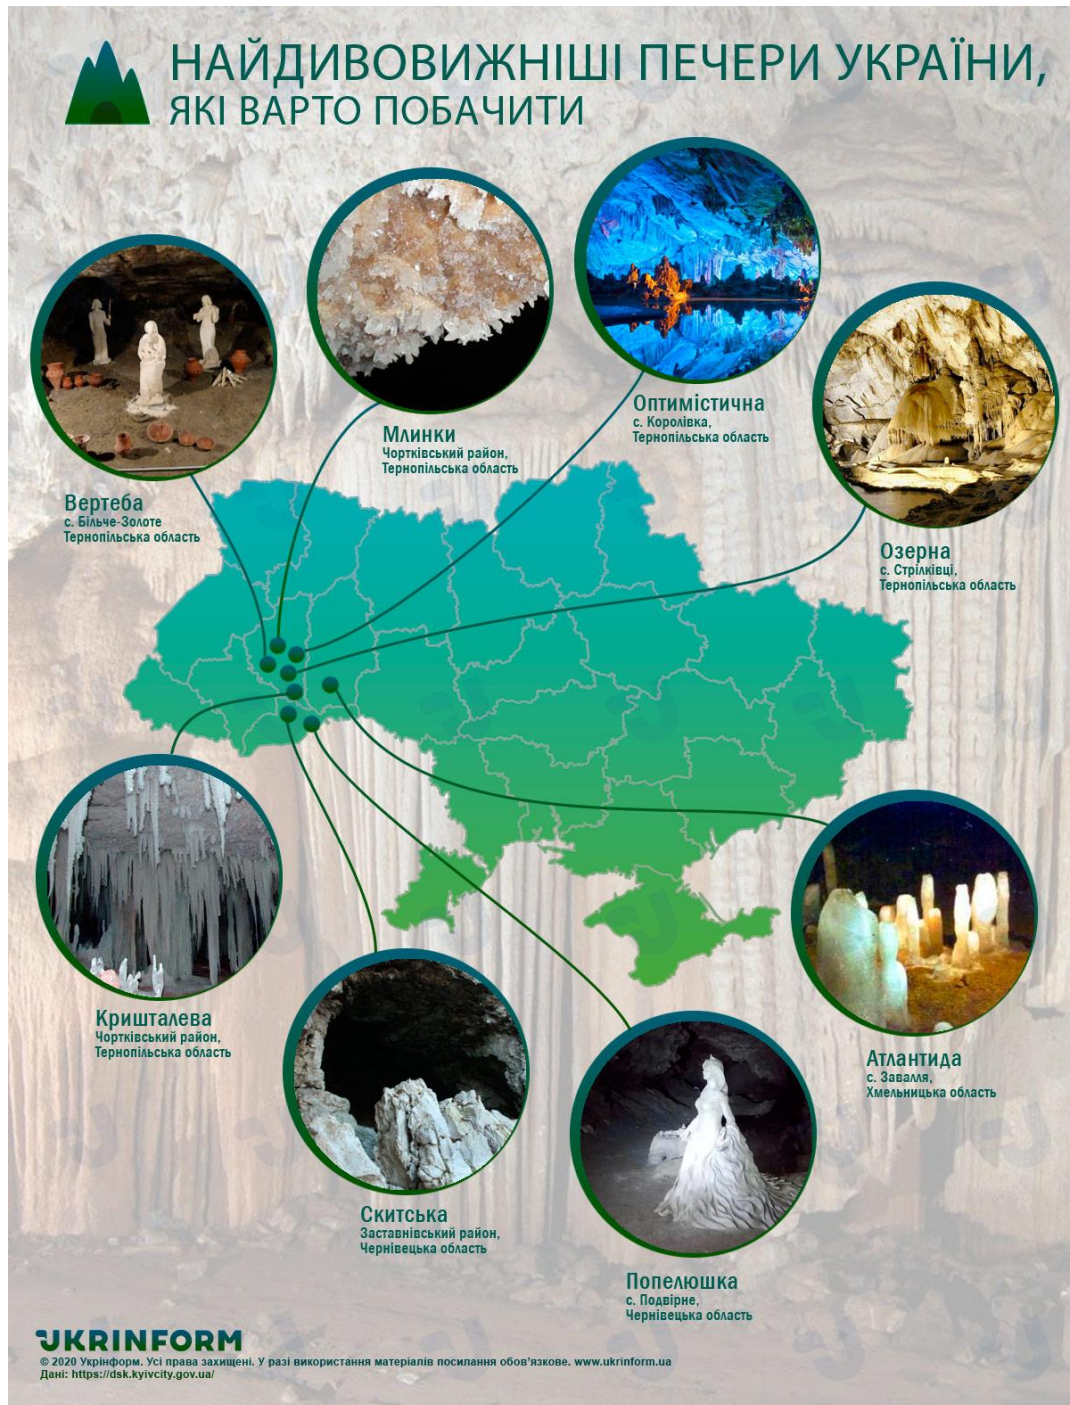 НАЙДИВОВИЖНІШІ ПЕЧЕРИ УКРАЇНИ,
ЯКІ ВАРТО ПОБАЧИТИ
Вертеба
с. Більче-Золоте
Тернопільська область
Млинки
Чортківський район,
Тернопільська область
Оптимістична
с. Королівка,
Тернопільська область
Озерна
с. Стрілківці,
Тернопільська область
Кришталева
Чортківський район,
Тернопільська область
Скитська
Заставнівський район,
Чернівецька область
Попелюшка
с. Подвірне,
Чернівецька область
Атлантида
с. Завалля,
Хмельницька область
UKRINFORM
© 2020 Укрінформ. Усі права захищені. У разі використання матеріалів посилання обов'язкове. www.ukrinform.ua
Дані: https://dsk.kyivcity.gov.ua/